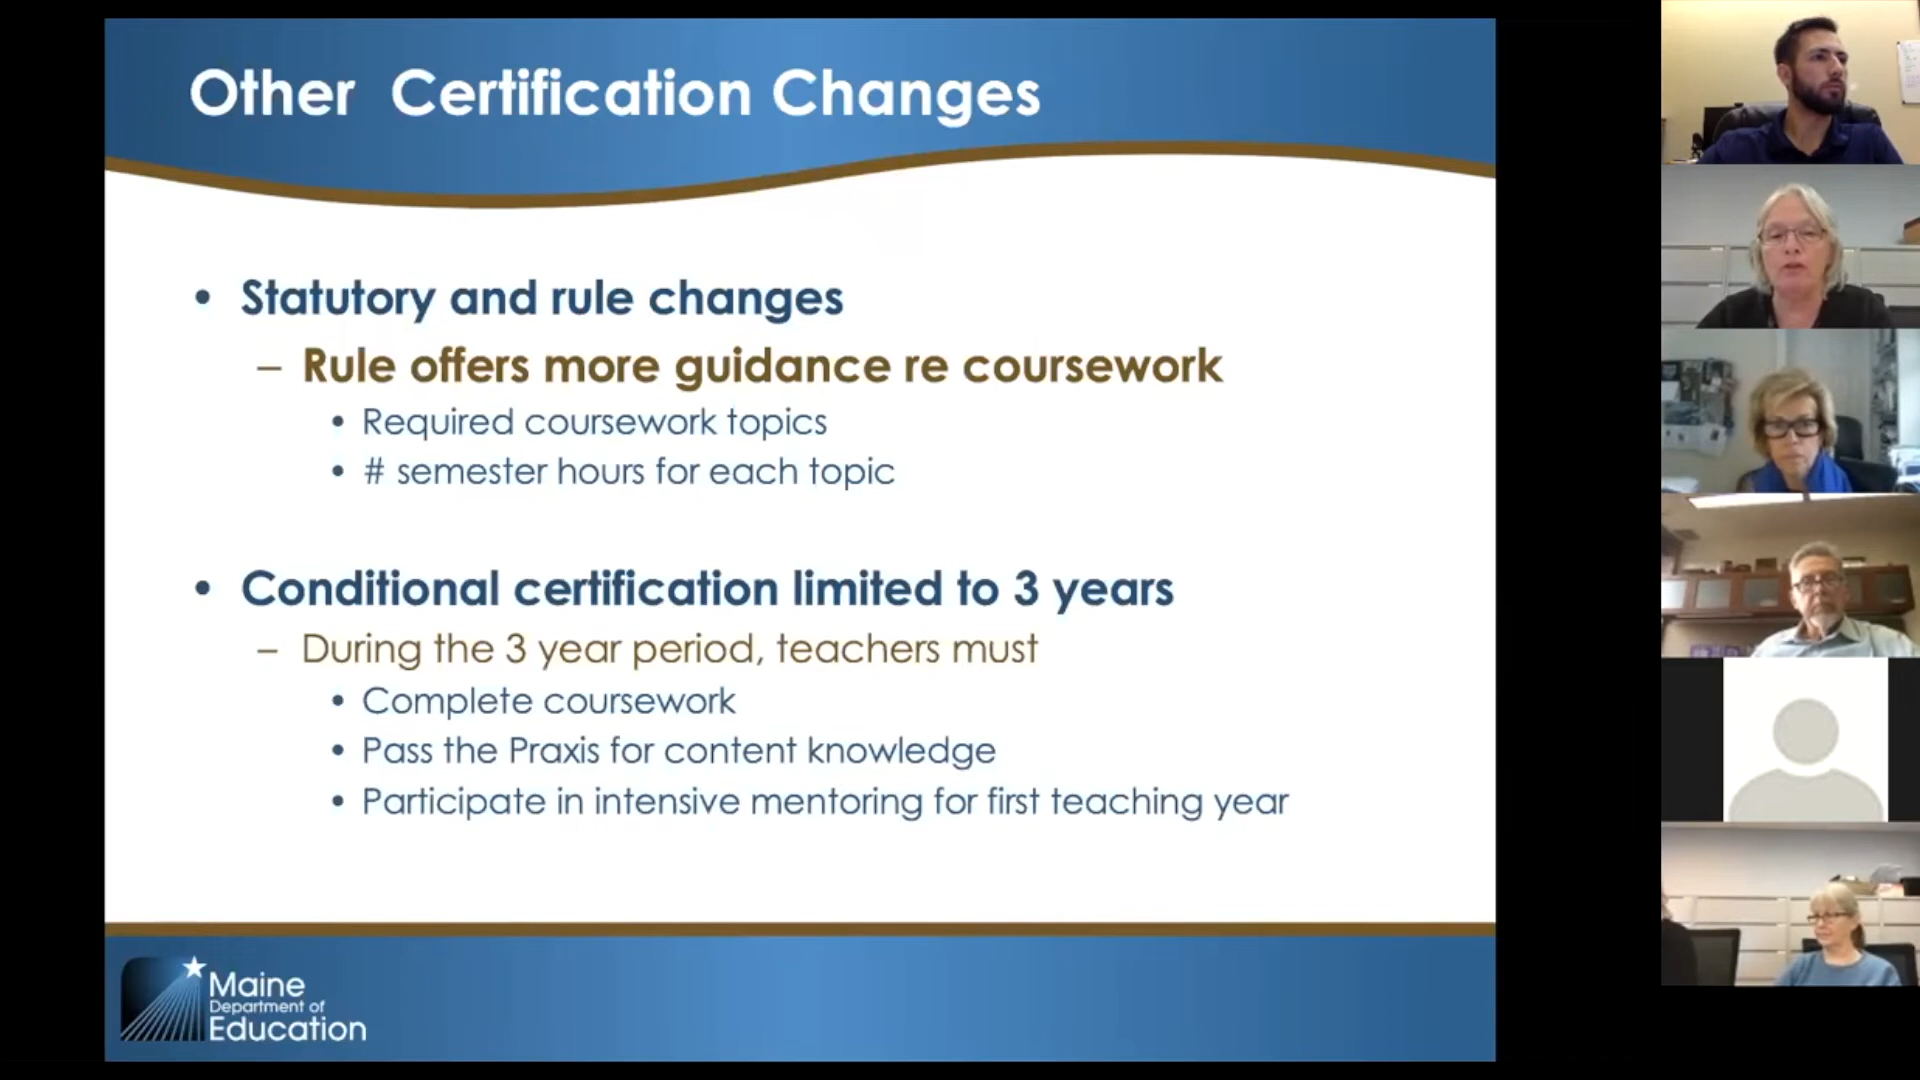 Other Certification Changes
• Statutory and rule changes
– Rule offers more guidance re coursework
• Required coursework topics
• # semester hours for each topic
• Conditional certification limited to 3 years
– During the 3 year period, teachers must
• Complete coursework
• Pass the Praxis for content knowledge
• Participate in intensive mentoring for first teaching year
Maine
Department of
Education